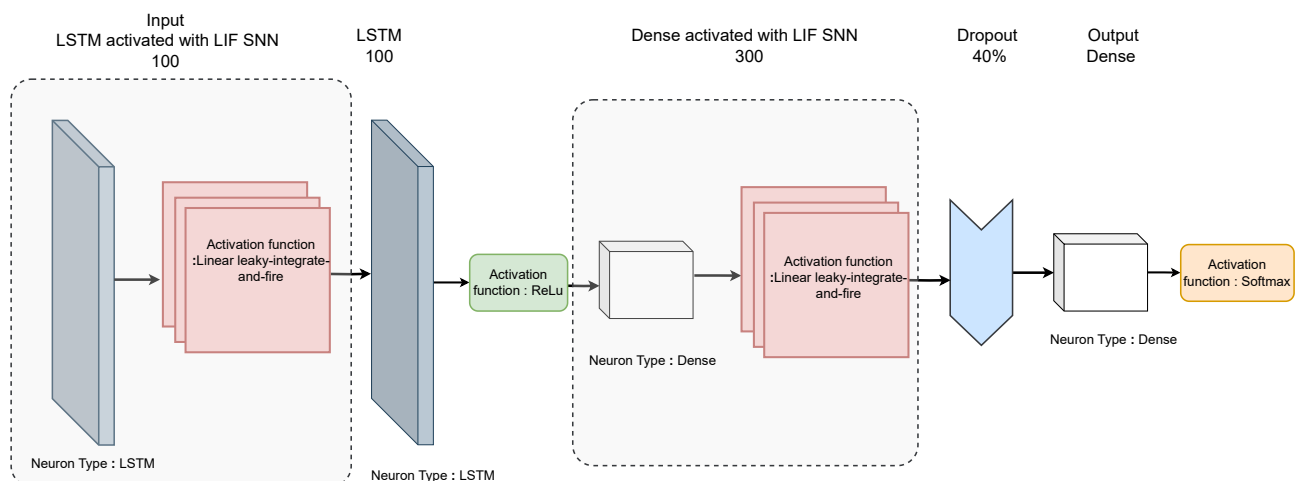 Input
LSTM activated with LIF SNN
100
LSTM
100
Dense activated with LIF SNN
300
Dropout
40%
Output
Dense
Activation function
:Linear leaky-integrate-
and-fire
Neuron Type : LSTM
Neuron Type : LSTM
Activation
function : ReLu
Neuron Type : Dense
Activation function
:Linear leaky-integrate-
and-fire
Neuron Type : Dense
Activation
function : Softmax